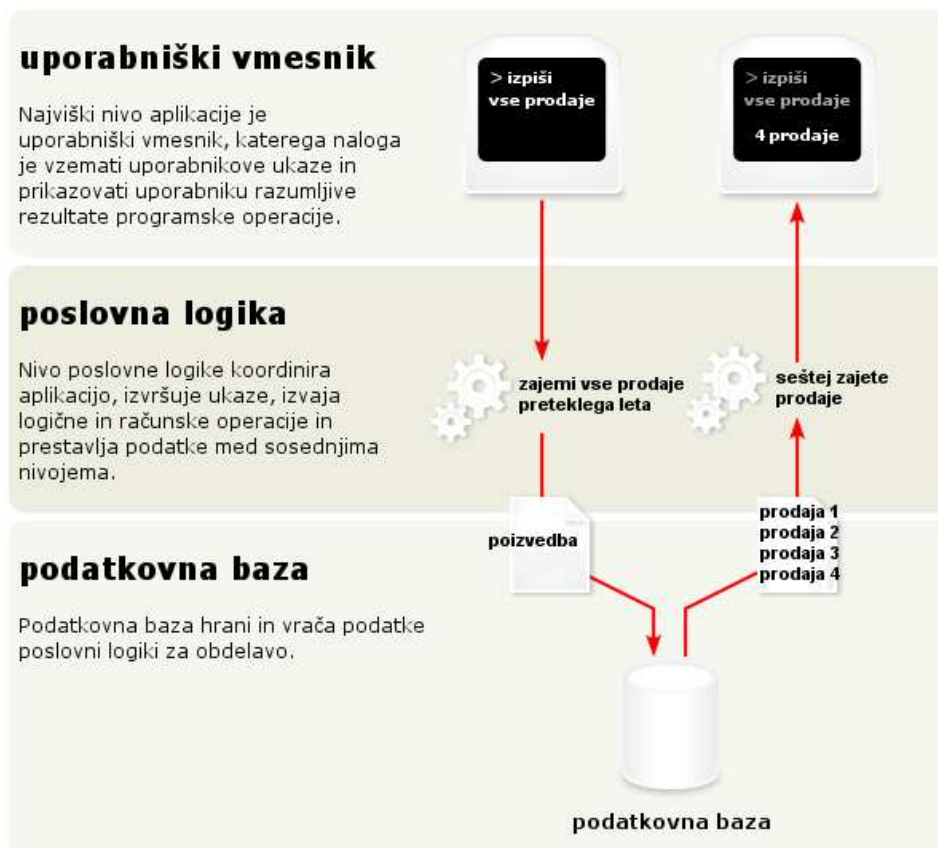 uporabniški vmesnik
Najviški nivo aplikacije je
uporabniški vmesnik, katerega naloga
je vzemati uporabnikove ukaze in
prikazovati uporabniku razumljive
rezultate programske operacije.
> izpiši
vse prodaje
> izpiši
vse prodaje
4 prodaje
poslovna logika
Nivo poslovne logike koordinira
aplikacijo, izvršuje ukaze, izvaja
logične in računske operacije in
prestavlja podatke med sosednjima
nivojema.
zajemi vse prodaje
preteklega leta
seštej zajete
prodaje
podatkovna baza
Podatkovna baza hrani in vrača podatke
poslovni logiki za obdelavo.
poizvedba
prodaja 1
prodaja 2
prodaja 3
prodaja 4
podatkovna baza